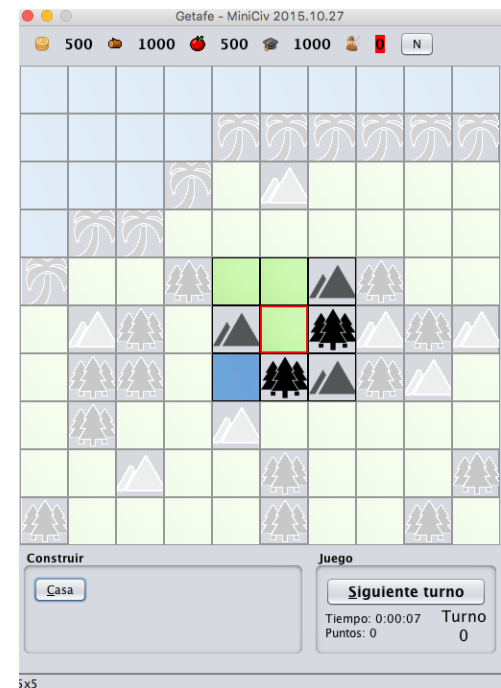 Getafe - MiniCiv 2015.10.27
500 1000 500 1000 0 N
Construir
Casa
Juego
Siguiente turno
Tiempo: 0:00:07
Puntos: 0
Turno
0
5x5